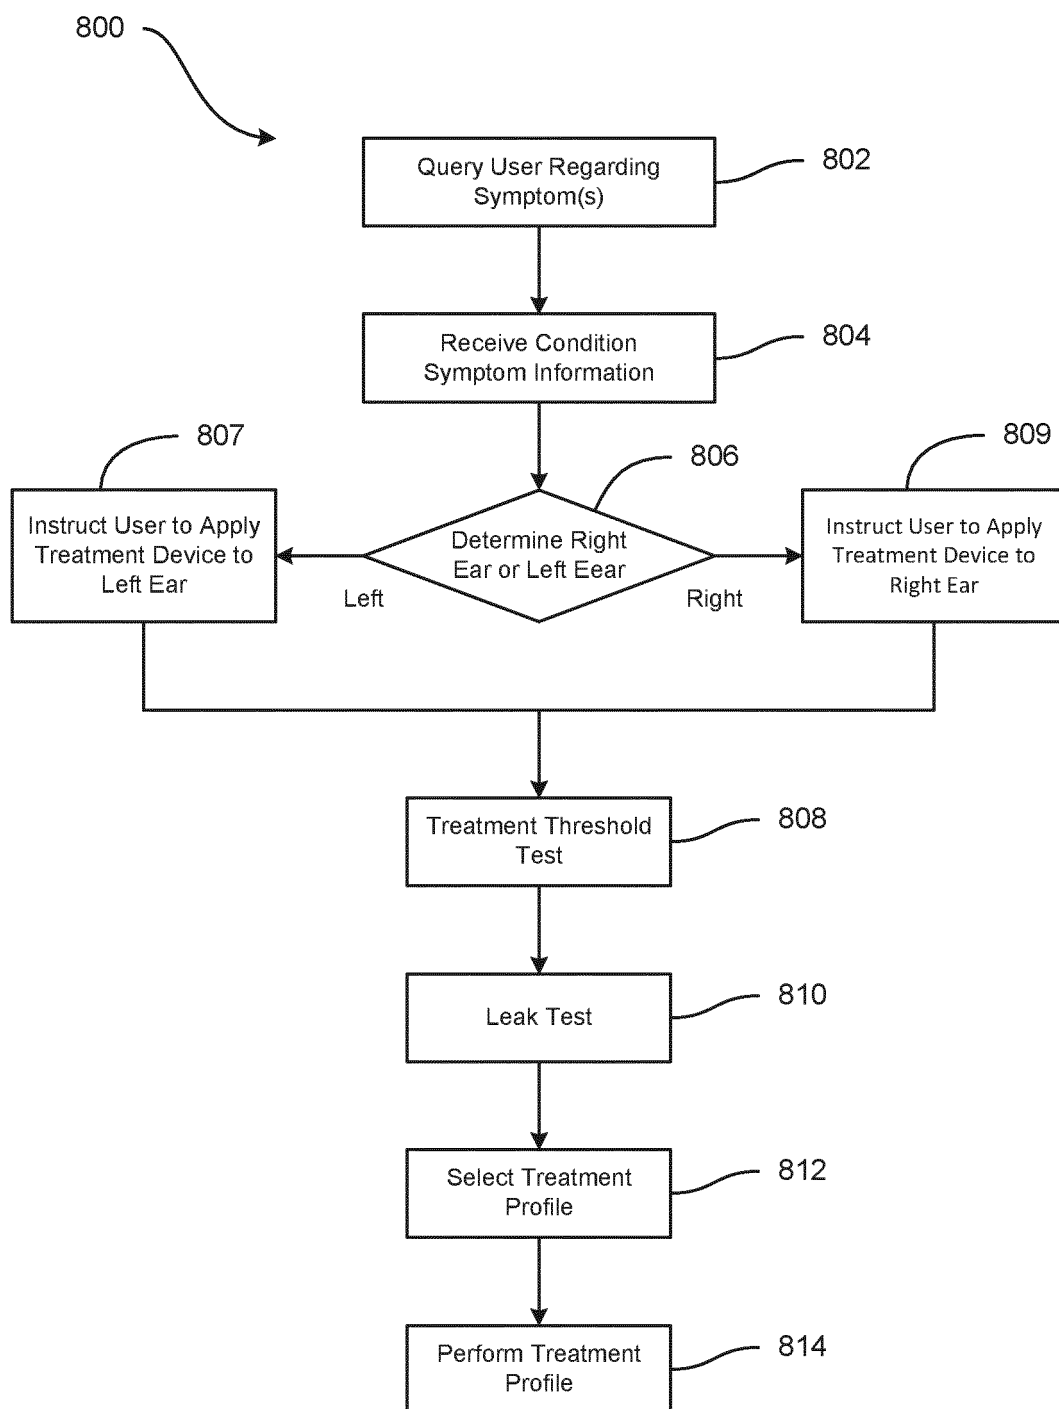 800
Query User Regarding
Symptom(s)
802
Receive Condition
Symptom Information
804
807
806
809
Instruct User to Apply
Treatment Device to
Left Ear
Determine Right
Ear or Left Eear
Instruct User to Apply
Treatment Device to
Right Ear
Left
Right
Treatment Threshold
Test
808
Leak Test
810
Select Treatment
Profile
812
Perform Treatment
Profile
814